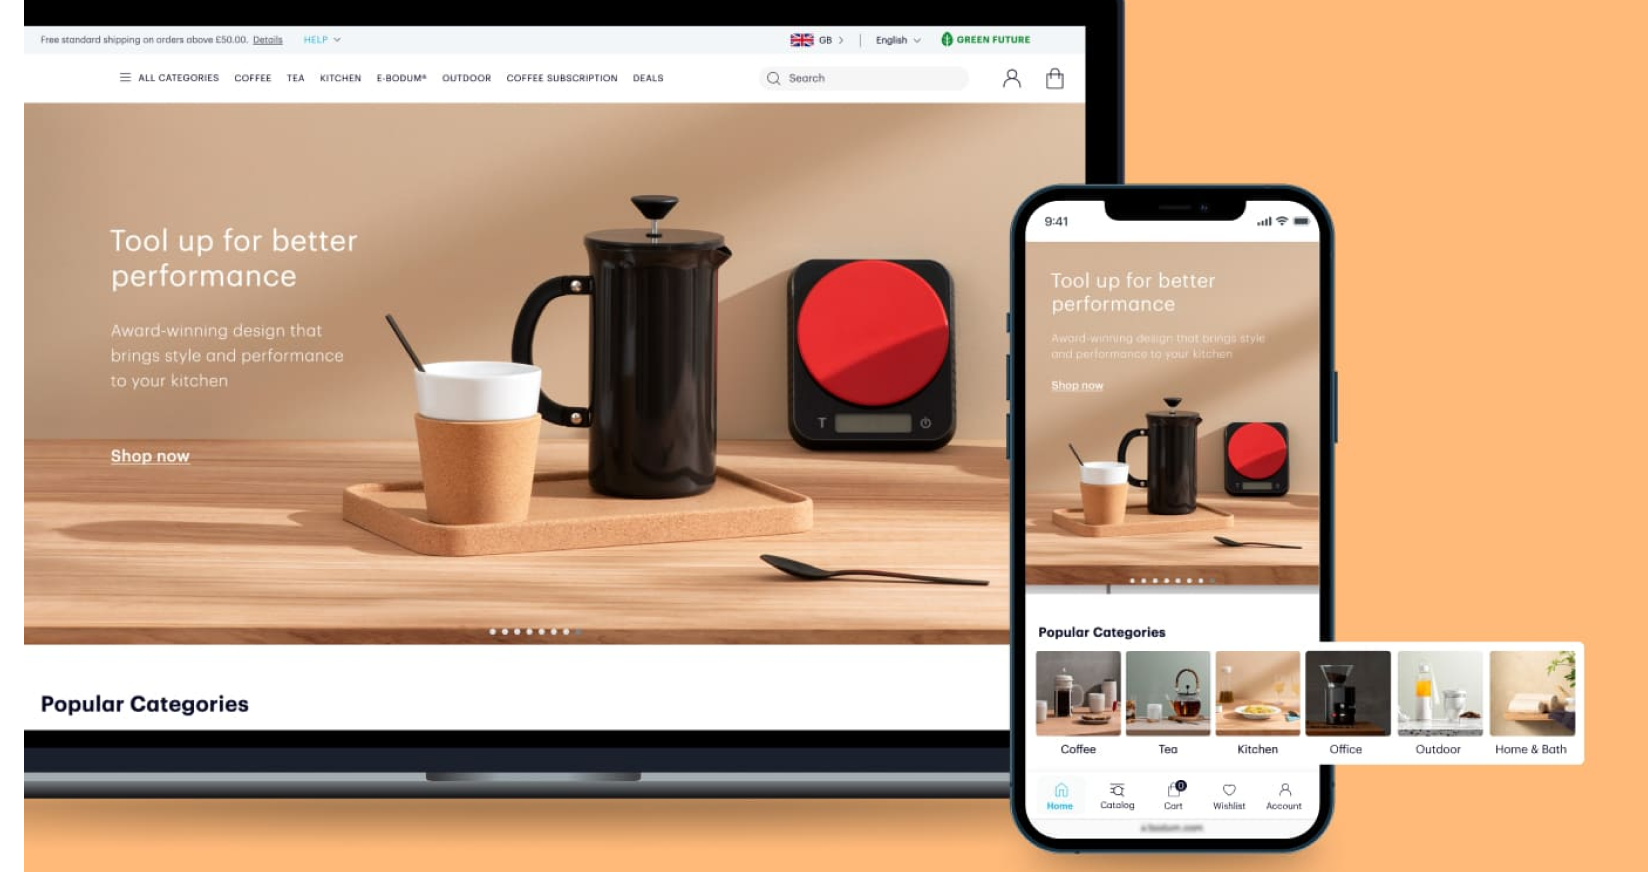 Free standard shipping on orders above £50.00. Details HELP
GB English GREEN FUTURE
ALL CATEGORIES COFFEE TEA KITCHEN E-BODUM® OUTDOOR COFFEE SUBSCRIPTION DEALS
Search
Tool up for better
performance
Award-winning design that
brings style and performance
to your kitchen
Shop now
T
Popular Categories
9:41
Tool up for better
performance
Award-winning design that brings style
and performance to your kitchen
Shop now
Popular Categories
Coffee Tea Kitchen Office Outdoor Home & Bath
0
Home Catalog Cart Wishlist Account